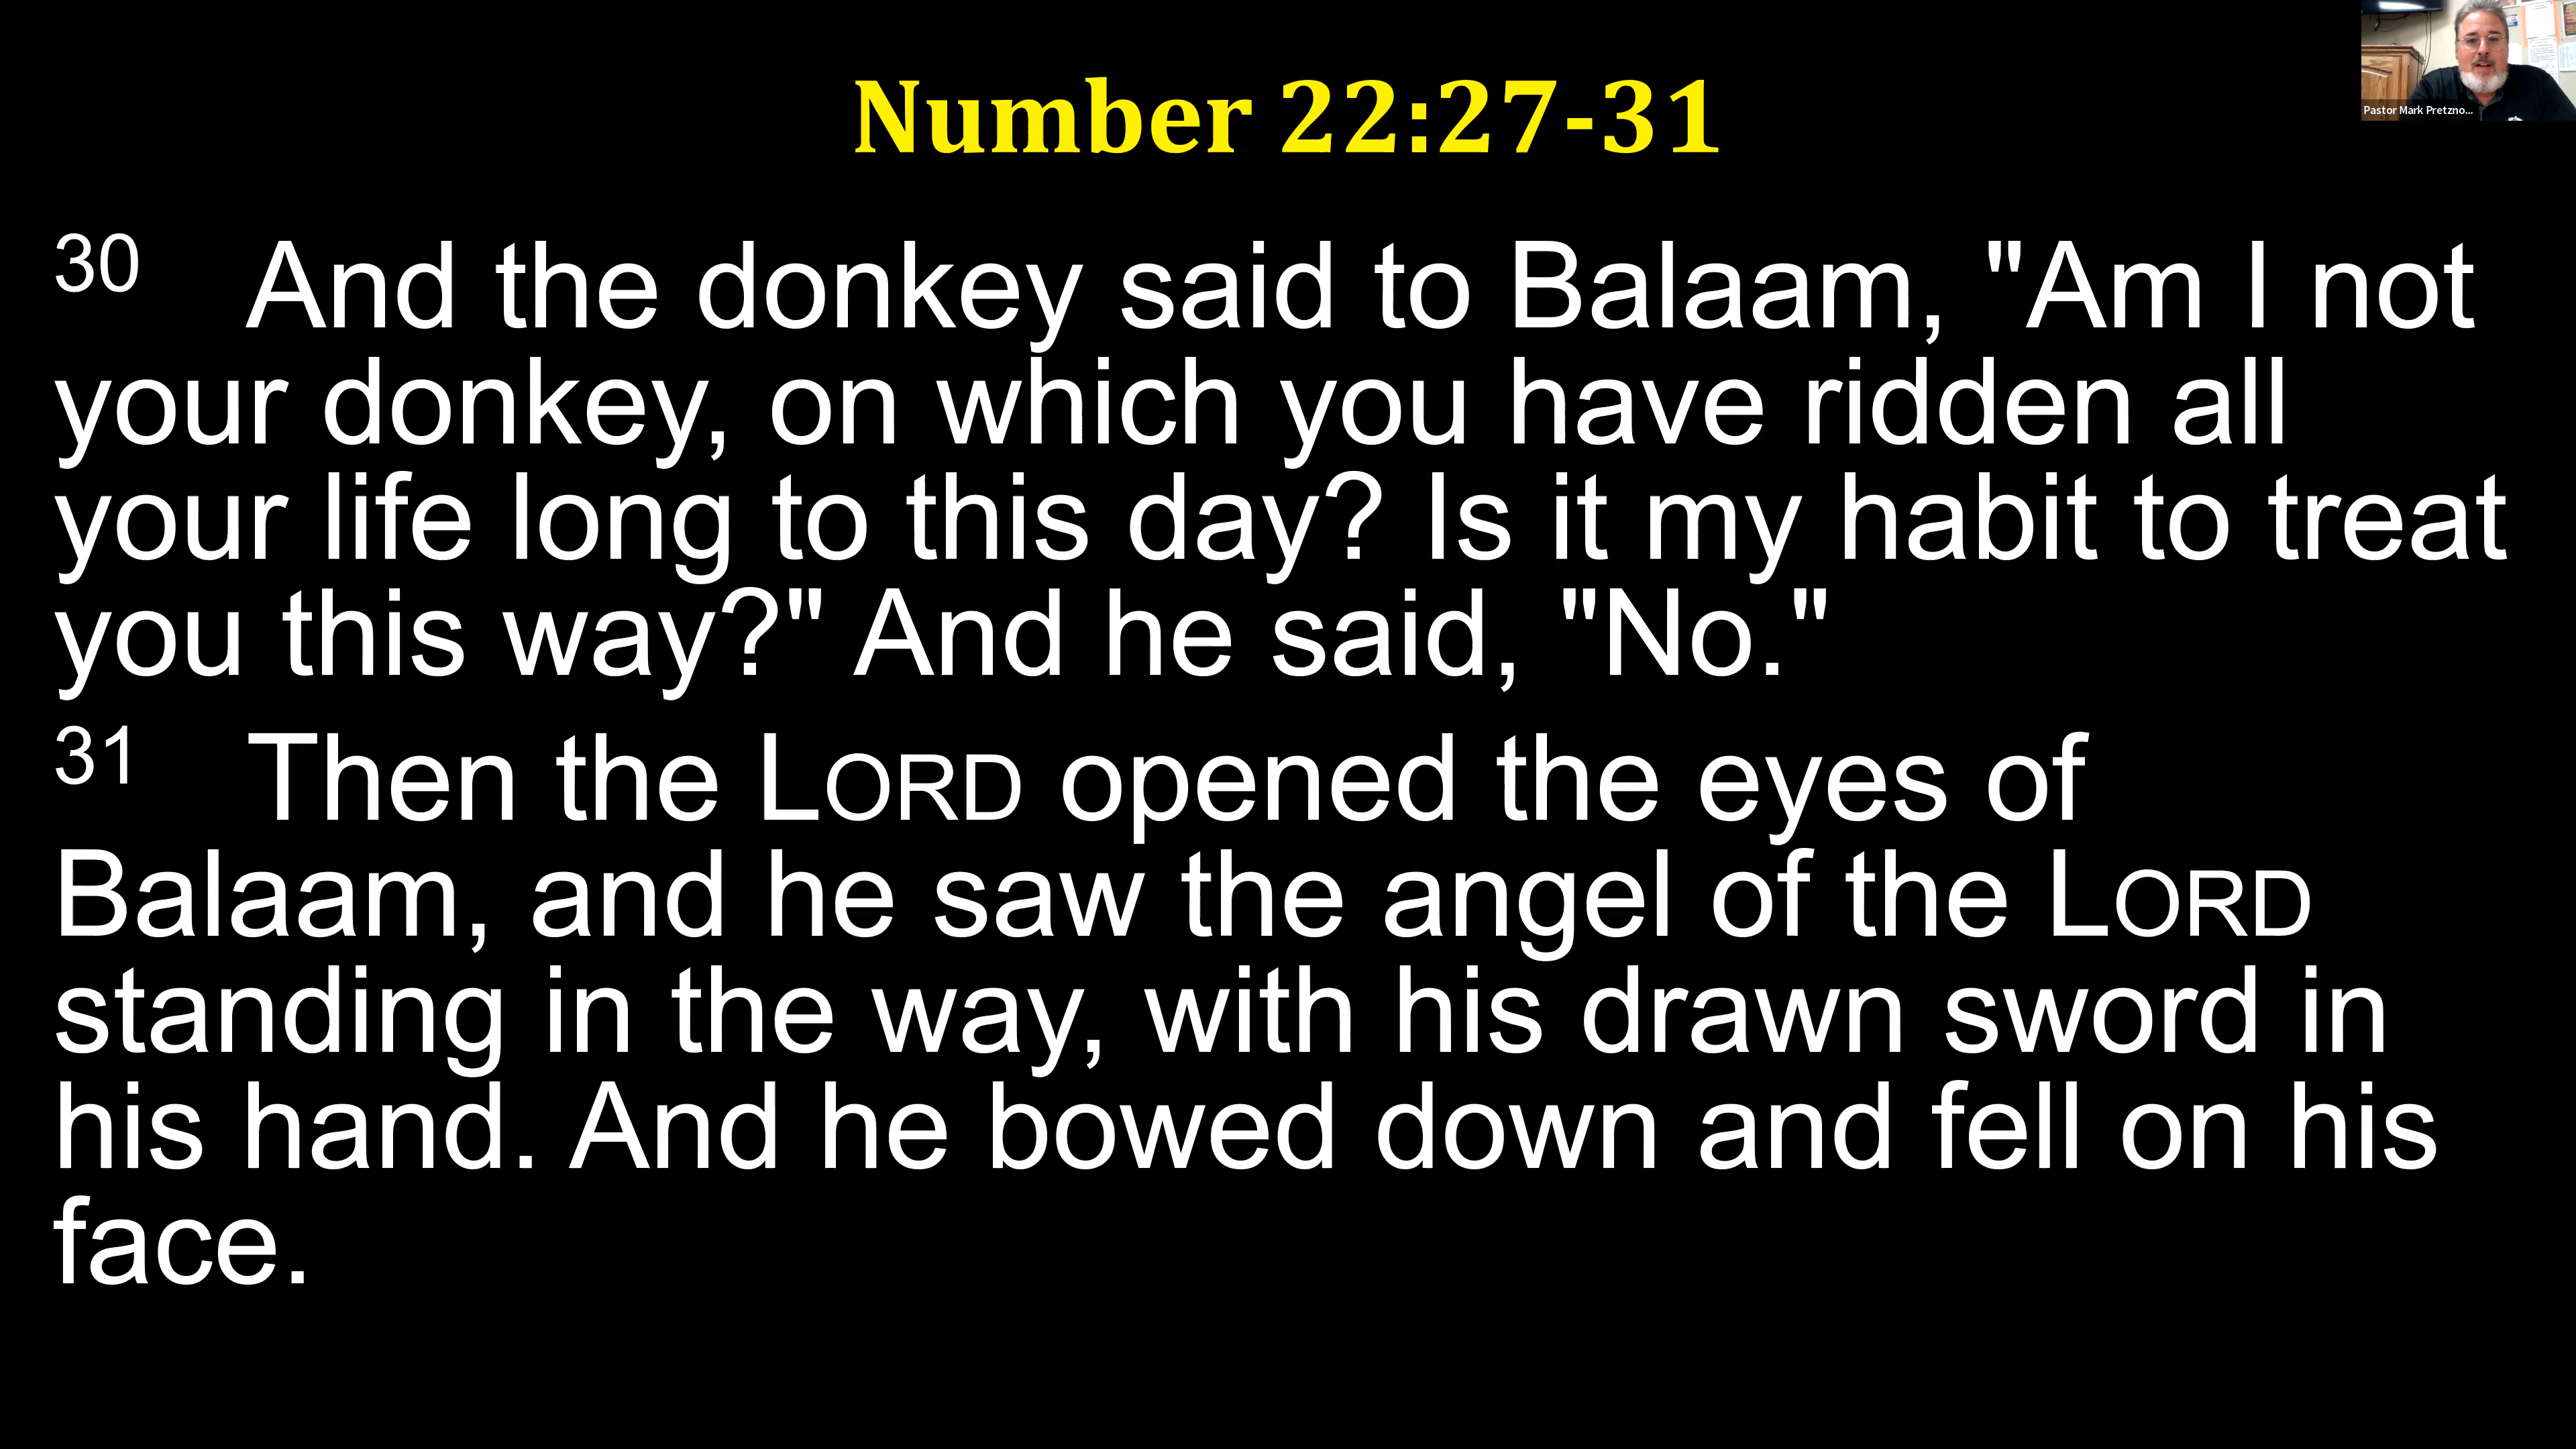 Number 22:27-31
Pastor Mark Pretzno...
30 And the donkey said to Balaam, "Am I not
your donkey, on which you have ridden all
your life long to this day? Is it my habit to treat
you this way?" And he said, "No."
31 Then the LORD opened the eyes of
Balaam, and he saw the angel of the LORD
standing in the way, with his drawn sword in
his hand. And he bowed down and fell on his
face.